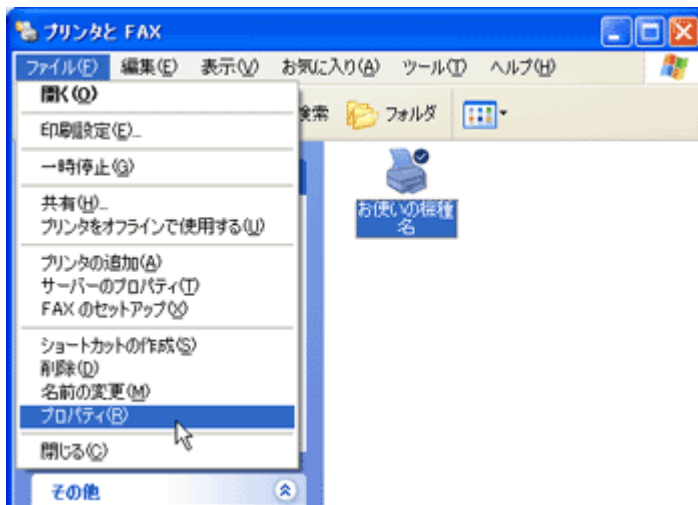 プリンタと FAX
ファイル(F) 編集(E) 表示(V) お気に入り(A) ツール(T) ヘルプ(H)
開く(O)
検索 フォルダ
印刷設定(E)...
一時停止(G)
共有(H)...
プリンタをオフラインで使用する(U)
プリンタの追加(A)
サーバーのプロパティ(T)
FAX のセットアップ(X)
ショートカットの作成(S)
削除(D)
名前の変更(M)
プロパティ(R)
閉じる(C)
その他
お使いの機種
名